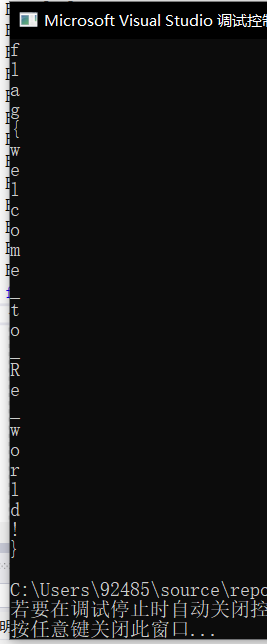 Microsoft Visual Studio 调试控
f
l
a
g
{
w
e
l
c
o
m
e
_
t
o
_
R
e
_
w
o
r
l
d
!
}
C:\Users\92485\source\repo
若要在调试停止时自动关闭控
按任意键关闭此窗口...